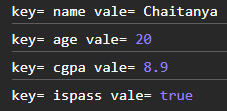 key= name vale= Chaitanya
key= age vale= 20
key= cgpa vale= 8.9
key= ispass vale= true